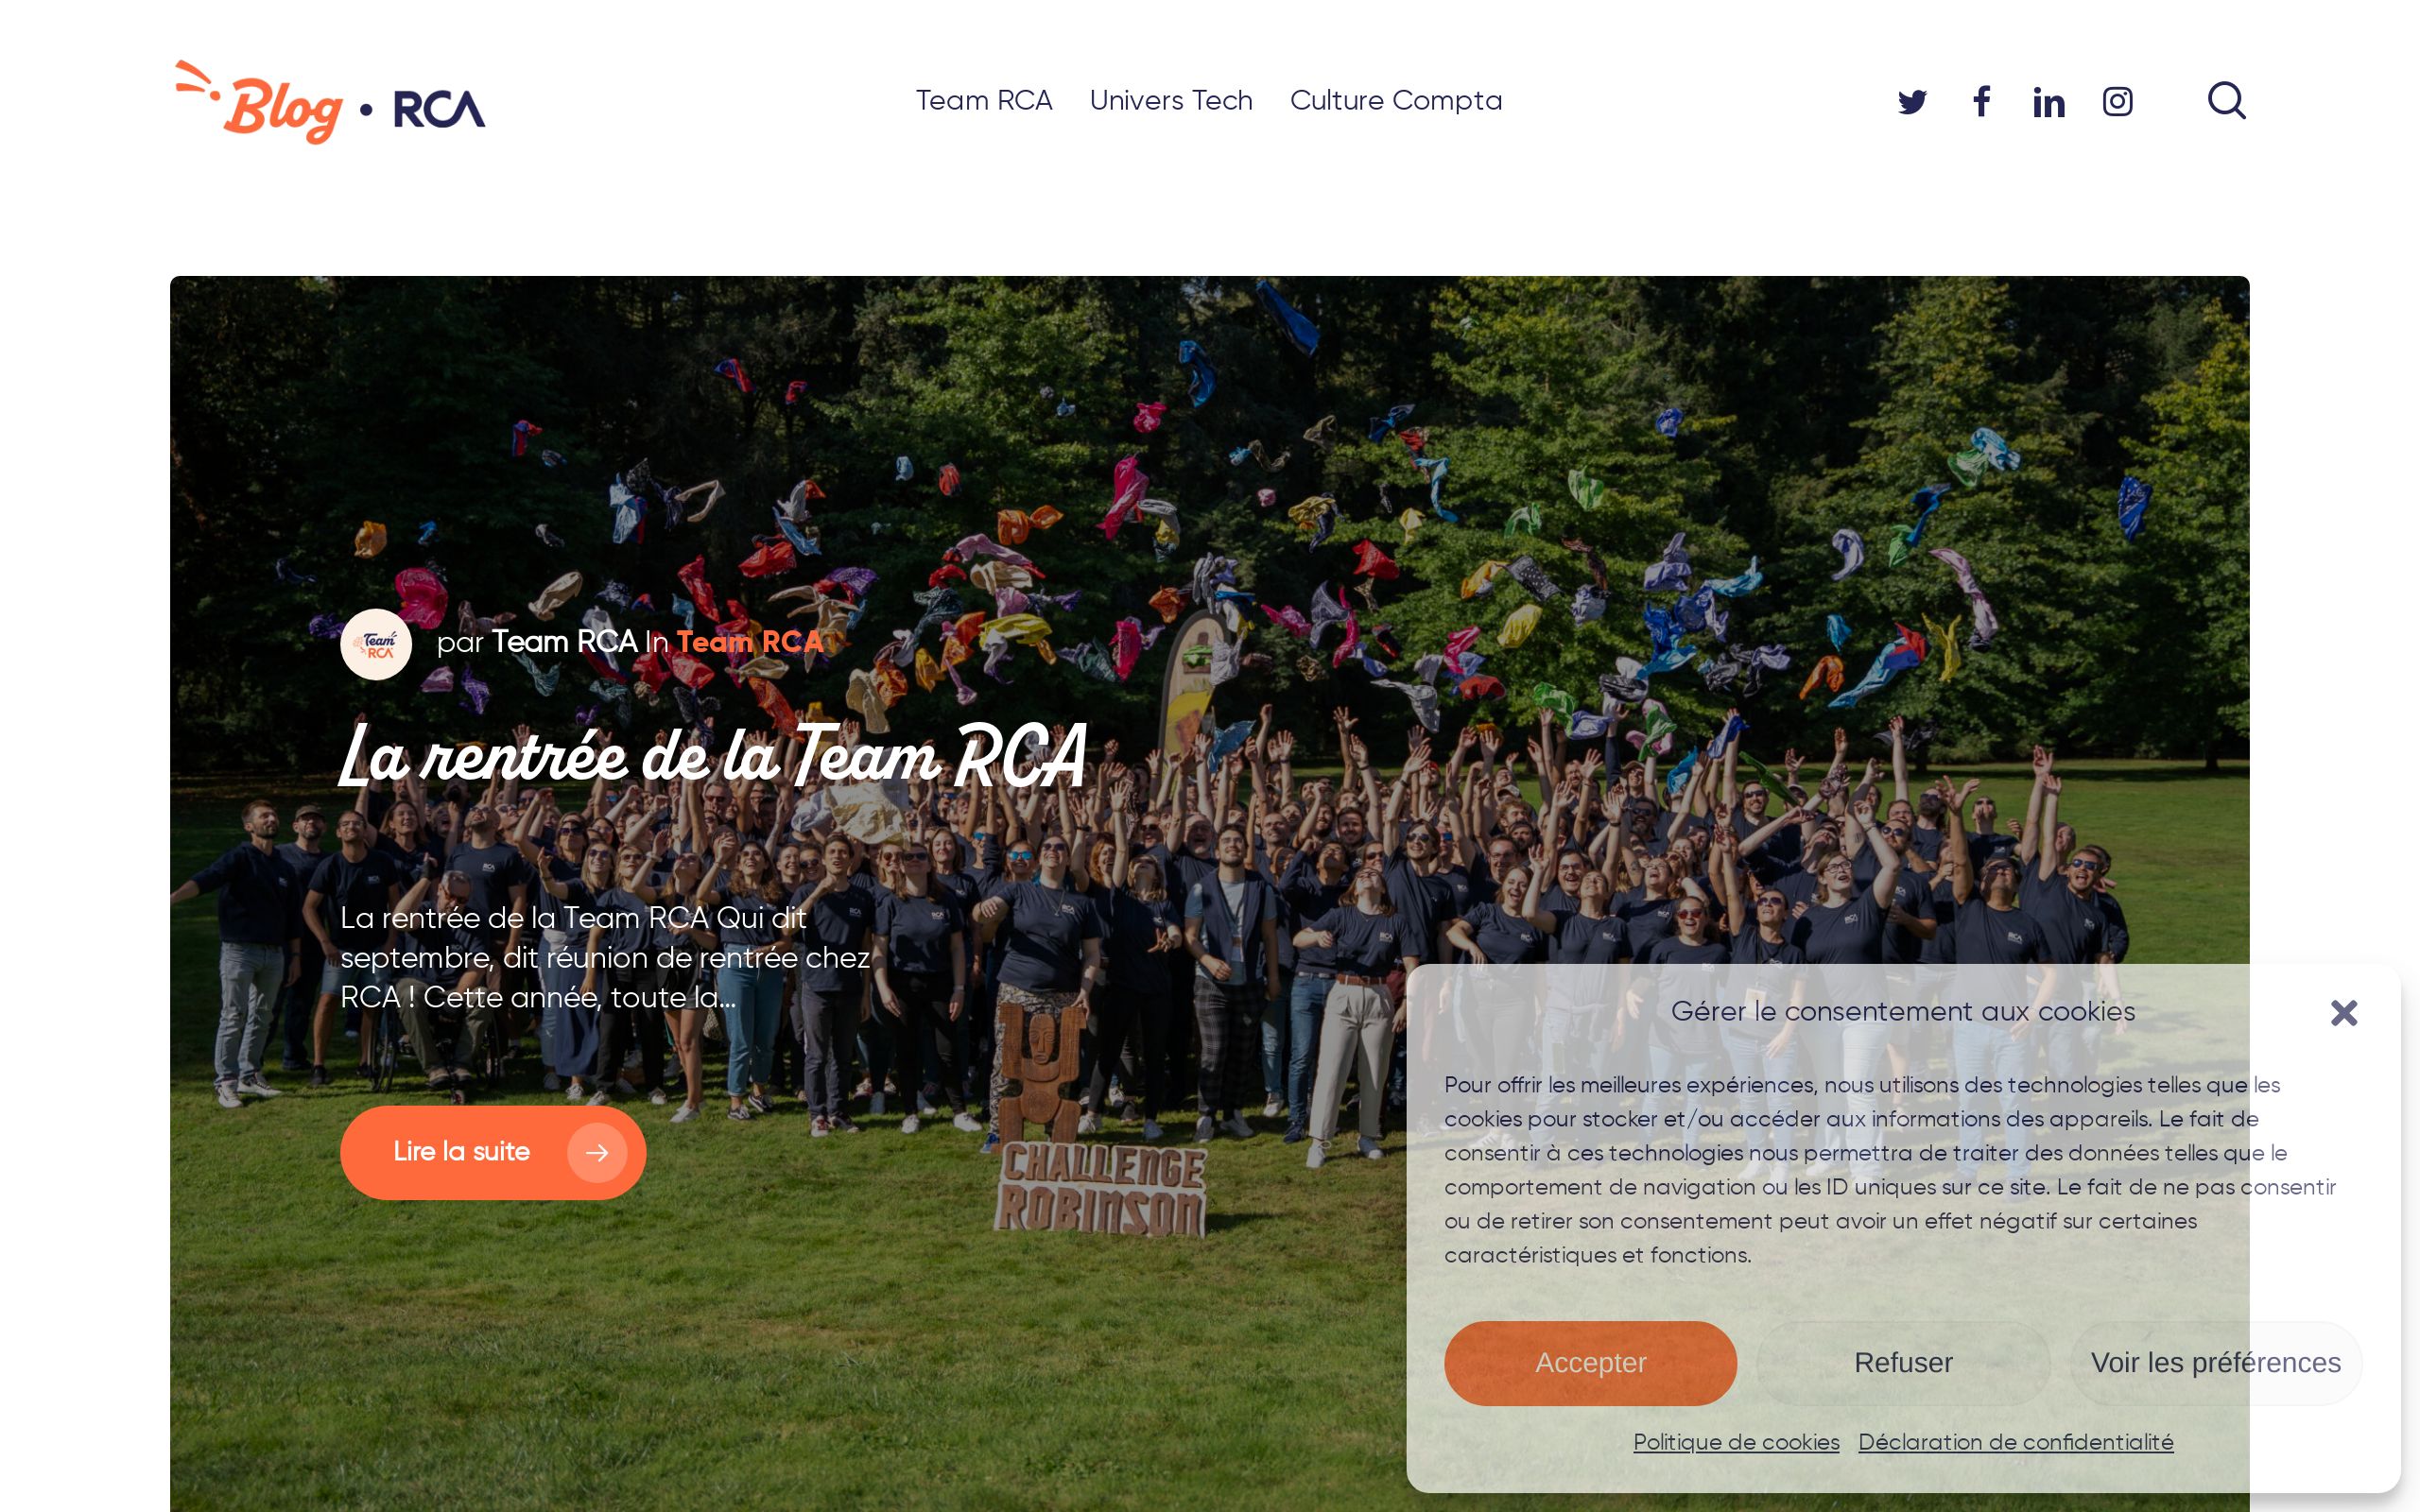 Blog • RCA
Team RCA Univers Tech Culture Compta
Team RCA
par Team RCA In Team RCA
La rentrée de la Team RCA
La rentrée de la Team RCA Qui dit
septembre, dit réunion de rentrée chez
RCA ! Cette année, toute la...
Lire la suite
CHALLENGE
ROBINSON
Gérer le consentement aux cookies
Pour offrir les meilleures expériences, nous utilisons des technologies telles que les
cookies pour stocker et/ou accéder aux informations des appareils. Le fait de
consentir à ces technologies nous permettra de traiter des données telles que le
comportement de navigation ou les ID uniques sur ce site. Le fait de ne pas consentir
ou de retirer son consentement peut avoir un effet négatif sur certaines
caractéristiques et fonctions.
Accepter Refuser Voir les préférences
Politique de cookies Déclaration de confidentialité